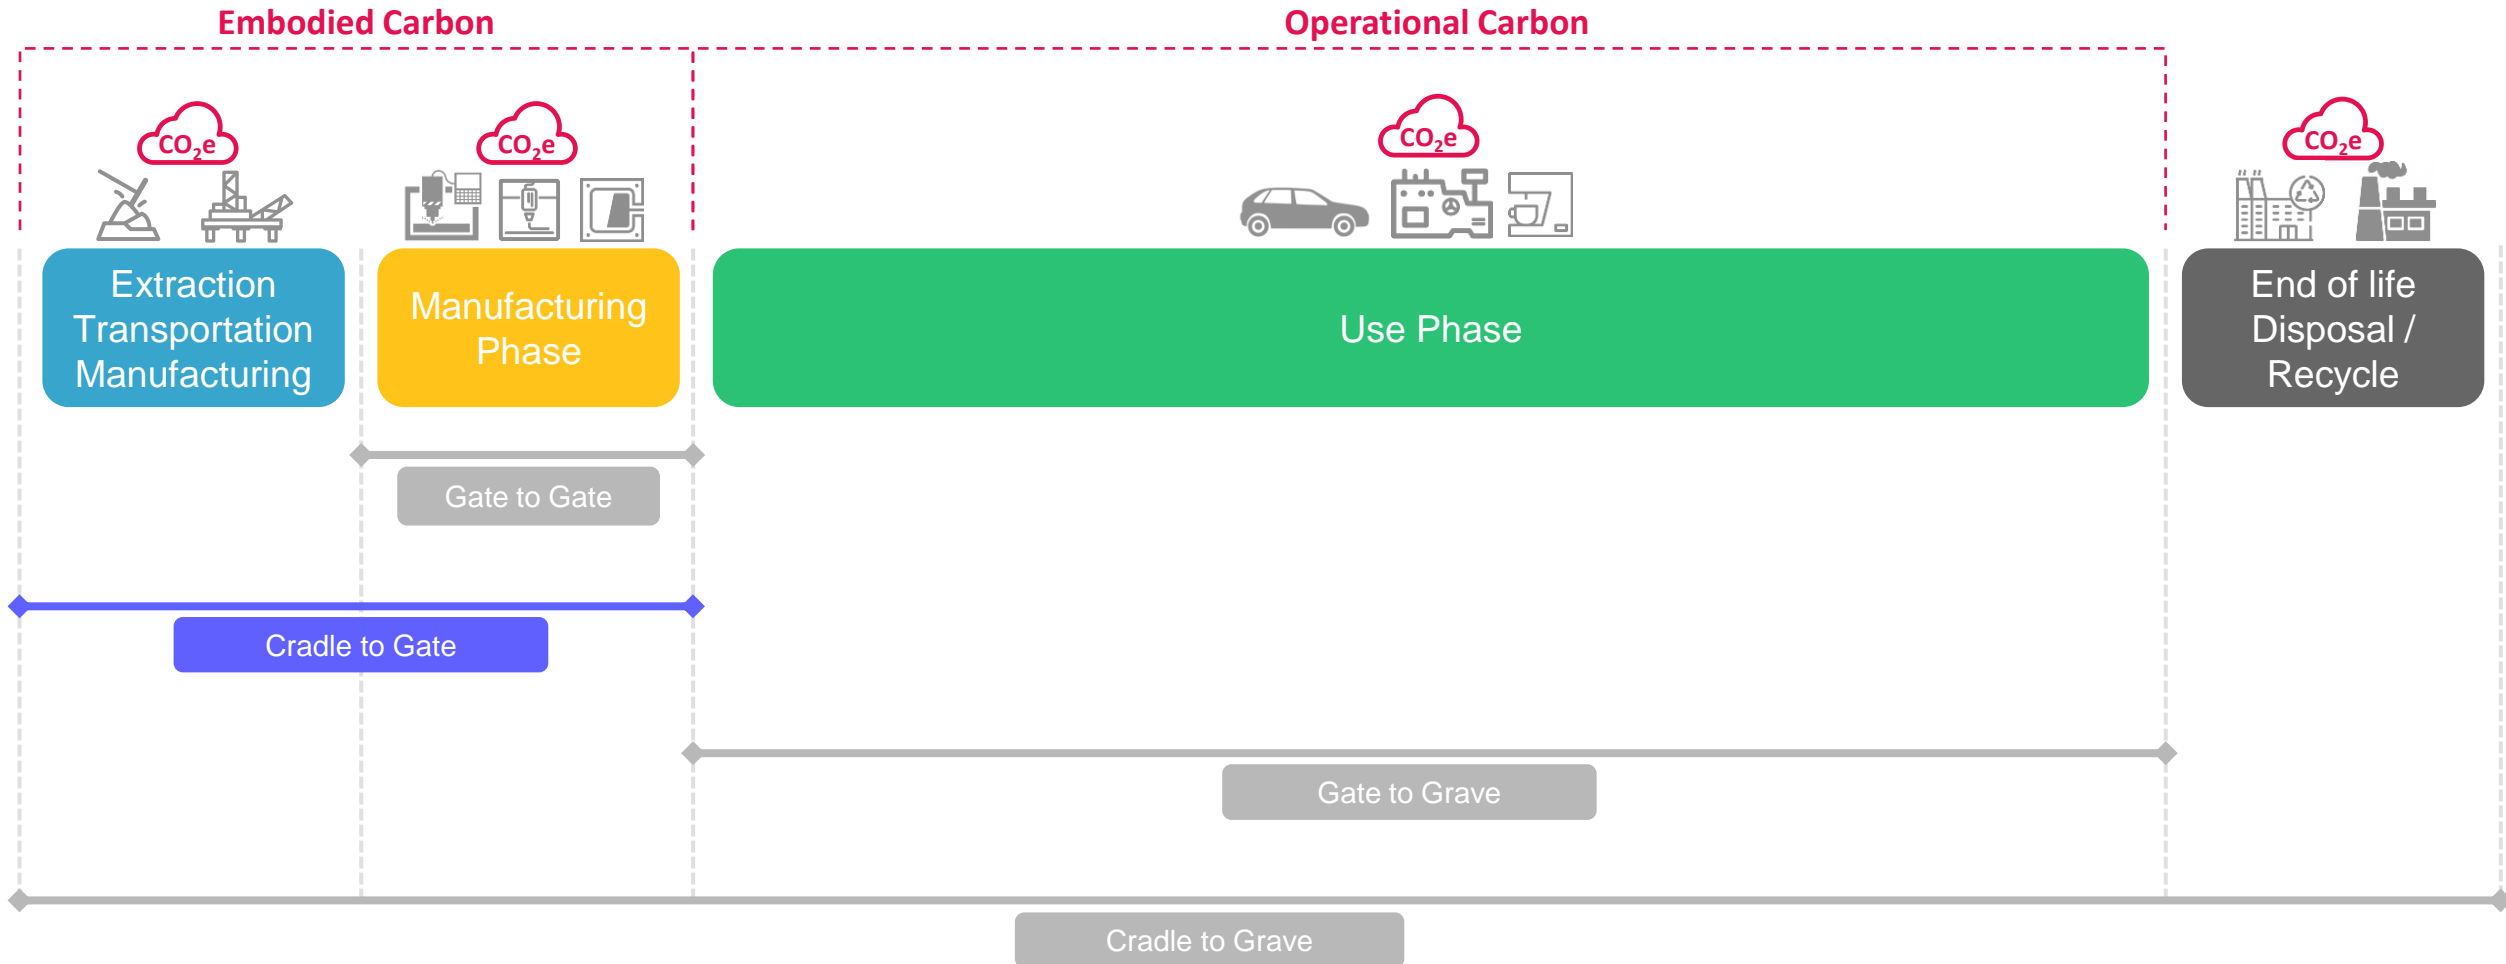 Embodied Carbon
Operational Carbon
CO2e
CO2e
CO2e
CO2e
Extraction
Transportation
Manufacturing
Manufacturing
Phase
Use Phase
End of life
Disposal /
Recycle
Gate to Gate
Cradle to Gate
Gate to Grave
Cradle to Grave